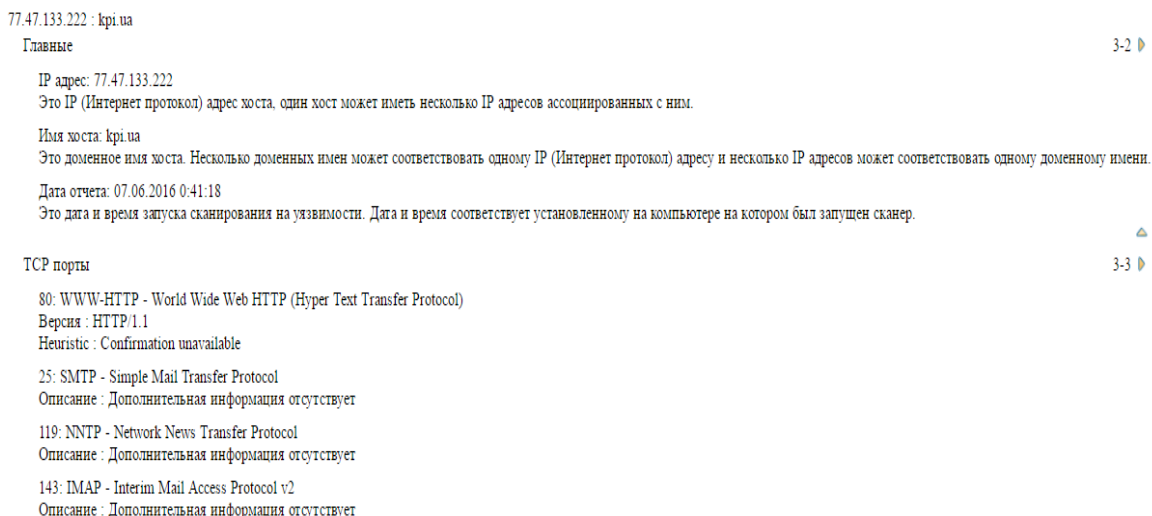 77.47.133.222 : kpi.ua
Главные 3-2
IP адрес: 77.47.133.222
Это IP (Интернет протокол) адрес хоста, один хост может иметь несколько IP адресов ассоциированных с ним.
Имя хоста: kpi.ua
Это доменное имя хоста. Несколько доменных имен может соответствовать одному IP (Интернет протокол) адресу и несколько IP адресов может соответствовать одному доменному имени.
Дата отчета: 07.06.2016 0:41:18
Это дата и время запуска сканирования на уязвимости. Дата и время соответствует установленному на компьютере на котором был запущен сканер.
TCP порты 3-3
80: WWW-HTTP - World Wide Web HTTP (Hyper Text Transfer Protocol)
Версия : HTTP/1.1
Heuristic : Confirmation unavailable
25: SMTP - Simple Mail Transfer Protocol
Описание : Дополнительная информация отсутствует
119: NNTP - Network News Transfer Protocol
Описание : Дополнительная информация отсутствует
143: IMAP - Interim Mail Access Protocol v2
Описание : Дополнительная информация отсутствует